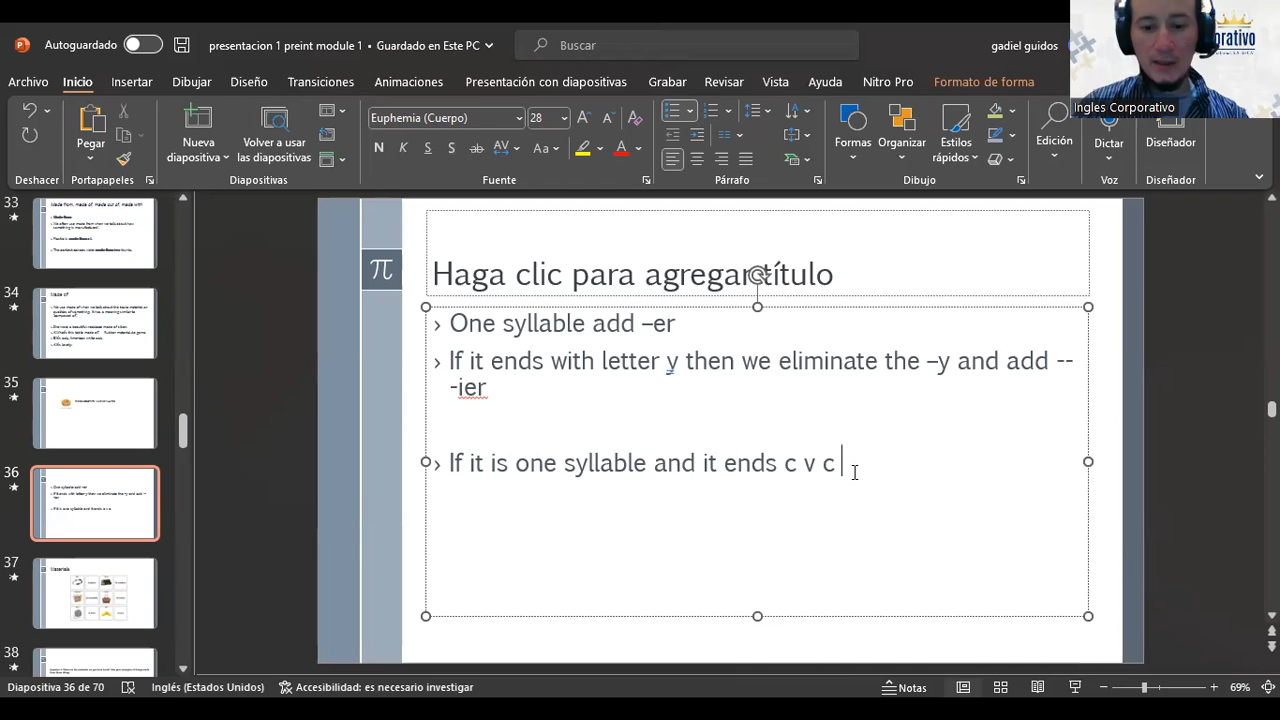 Autoguardado
presentacion 1 preint module 1 • Guardado en Este PC
Buscar
gadiel guidos
Archivo
Inicio
Insertar
Dibujar
Diseño
Transiciones
Animaciones
Presentación con diapositivas
Grabar
Revisar
Vista
Ayuda
Nitro Pro
Formato de forma
Ingles Corporativo
Pegar
Nueva diapositiva
Volver a usar las diapositivas
Euphemia (Cuerpo)
28
Formas
Organizar
Estilos rápidos
Edición
Dictar
Diseñador
Deshacer
Portapapeles
Diapositivas
Fuente
Párrafo
Dibujo
Voz
Diseñador
33
34
35
36
37
Materials
38
π
Haga clic para agregar título
› One syllable add –er
› If it ends with letter y then we eliminate the –y and add --
-ier
› If it is one syllable and it ends c v c
Diapositiva 36 de 70
Inglés (Estados Unidos)
Accesibilidad: es necesario investigar
Notas
69%